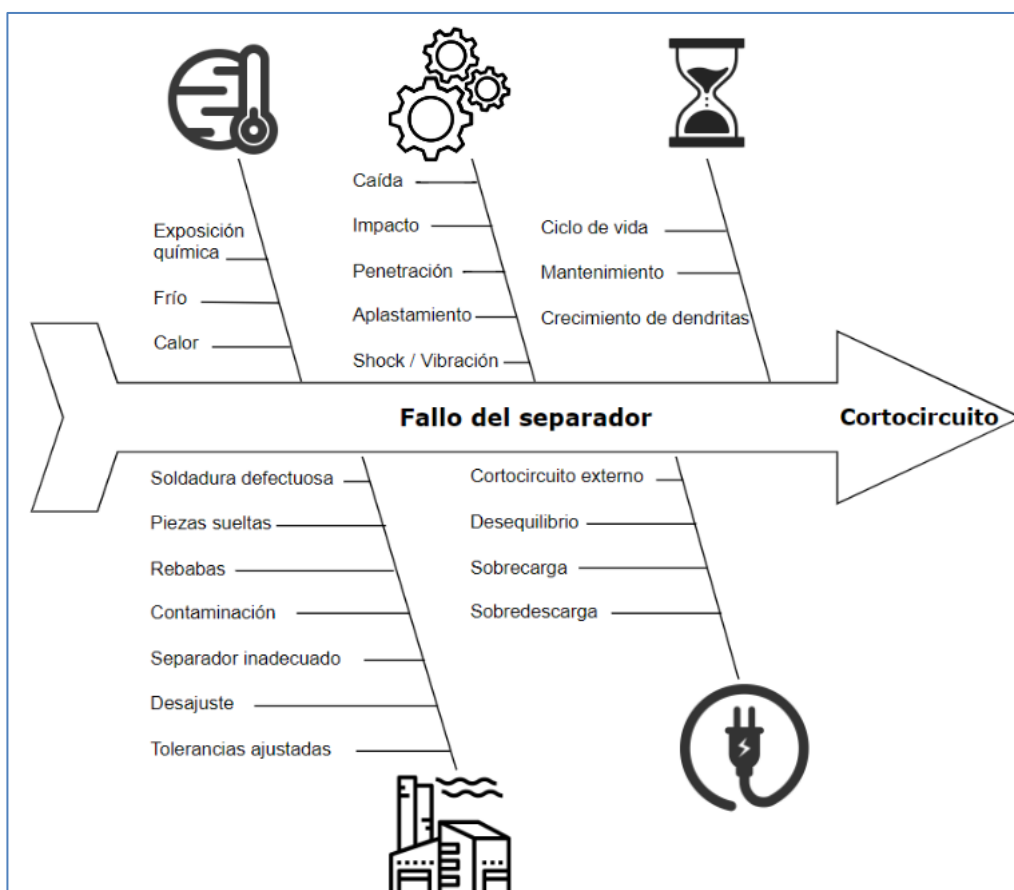 Exposición
química
Frío
Calor
Caída
Impacto
Penetración
Aplastamiento
Shock / Vibración
Ciclo de vida
Mantenimiento
Crecimiento de dendritas
Fallo del separador
Cortocircuito
Soldadura defectuosa
Piezas sueltas
Rebabas
Contaminación
Separador inadecuado
Desajuste
Tolerancias ajustadas
Cortocircuito externo
Desequilibrio
Sobrecarga
Sobredescarga